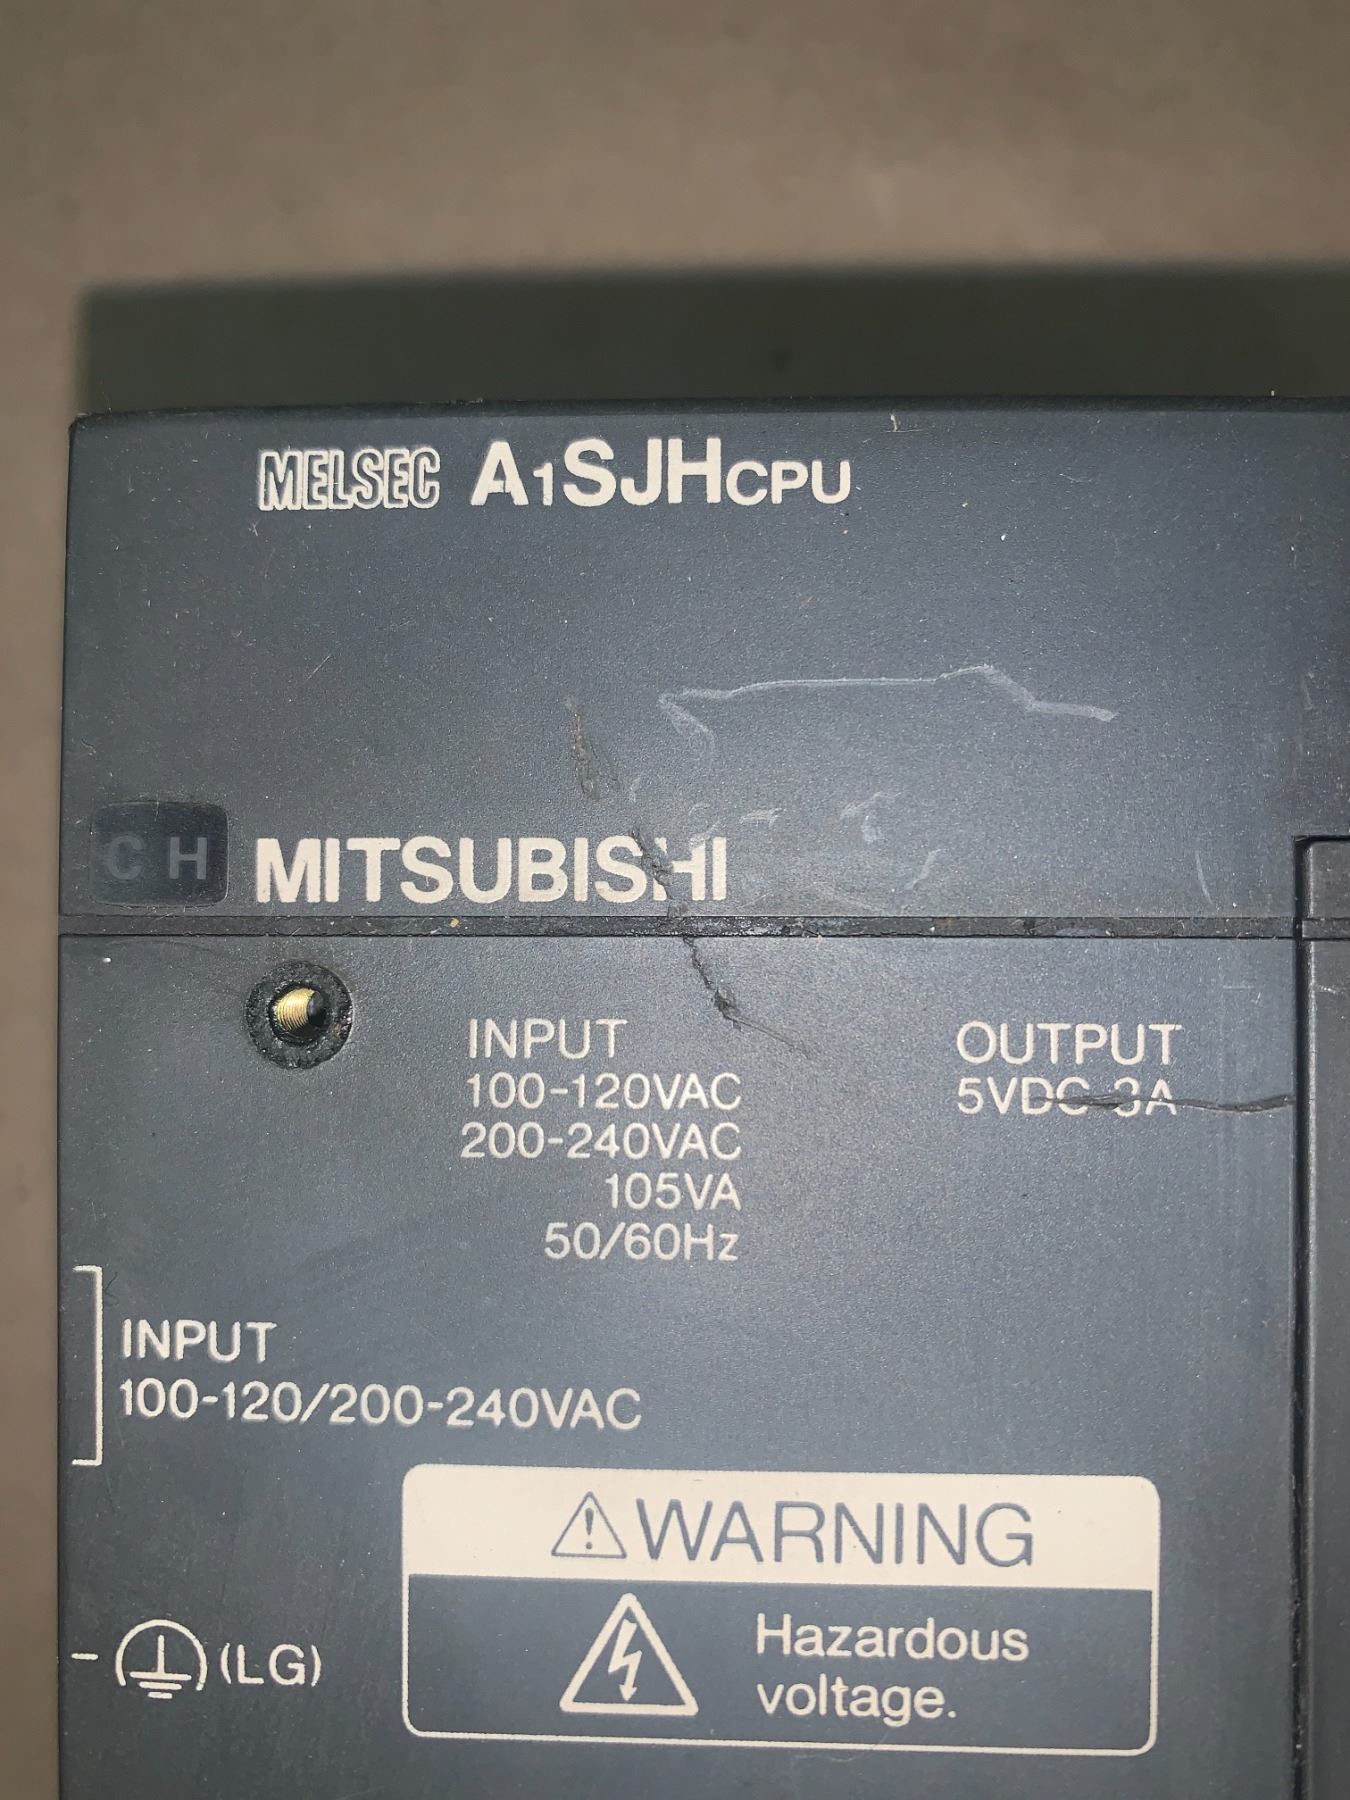 MELSEC A1SJHCPU
CH MITSUBISHI
INPUT
100-120VAC
200-240VAC
105VA
50/60Hz
OUTPUT
5VDC 3A
INPUT
100-120/200-240VAC
WARNING
Hazardous
voltage.
(LG)